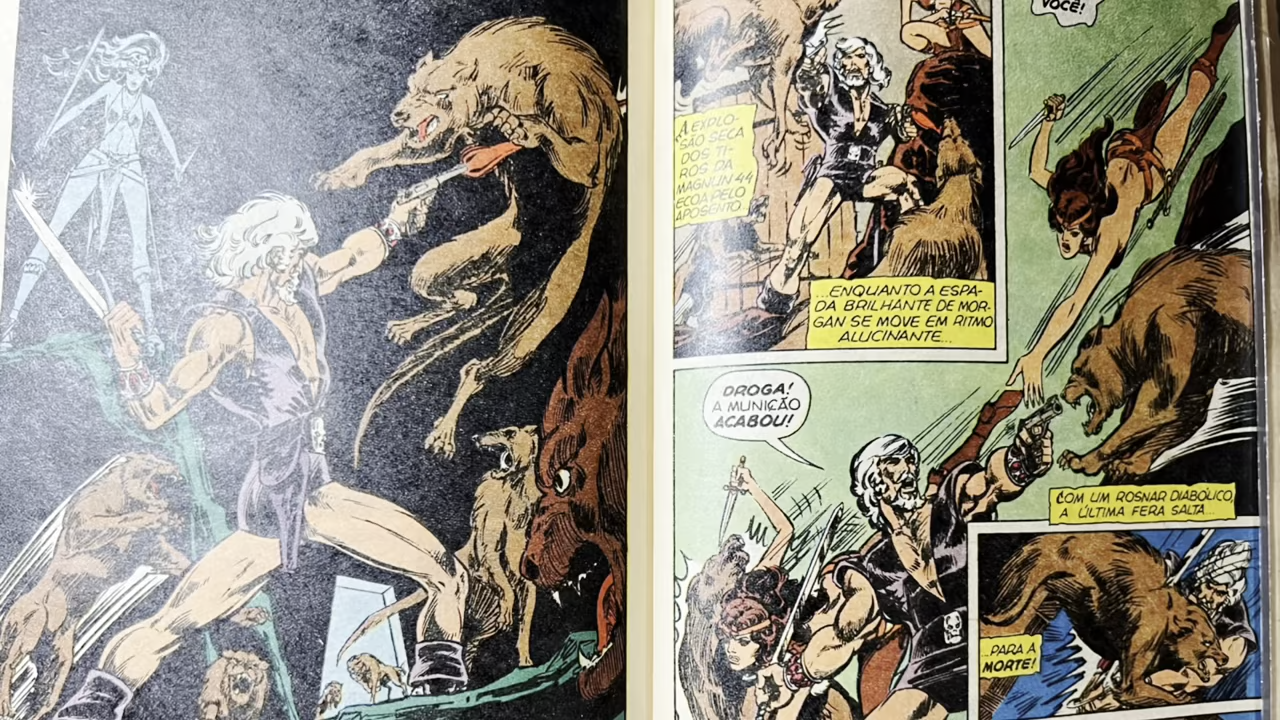 VOCÊ!
A EXPLO-
SÃO SECA
DOS TI-
ROS DA
MAGNUN 44
ECOA PELO
APOSENTO.
...ENQUANTO A ESPA-
DA BRILHANTE DE MOR-
GAN SE MOVE EM RITMO
ALUCINANTE...
DROGA!
A MUNIÇÃO
ACABOU!
COM UM ROSNAR DIABÓLICO,
A ÚLTIMA FERA SALTA...
...PARA A
MORTE!